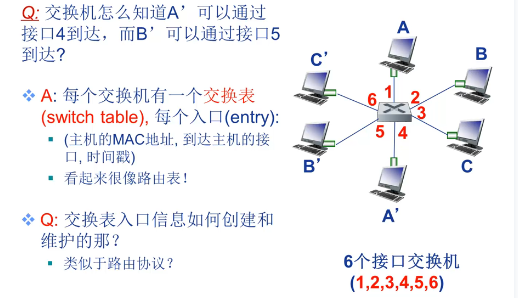 Q: 交换机怎么知道A’可以通过
接口4到达，而B’可以通过接口5
到达?
A: 每个交换机有一个交换表
(switch table), 每个入口(entry):
(主机的MAC地址, 到达主机的接
口, 时间戳)
看起来很像路由表！
Q: 交换表入口信息如何创建和
维护的那？
类似于路由协议？
A
B
C’
1
2
6
3
5
4
B’
C
A’
6个接口交换机
(1,2,3,4,5,6)